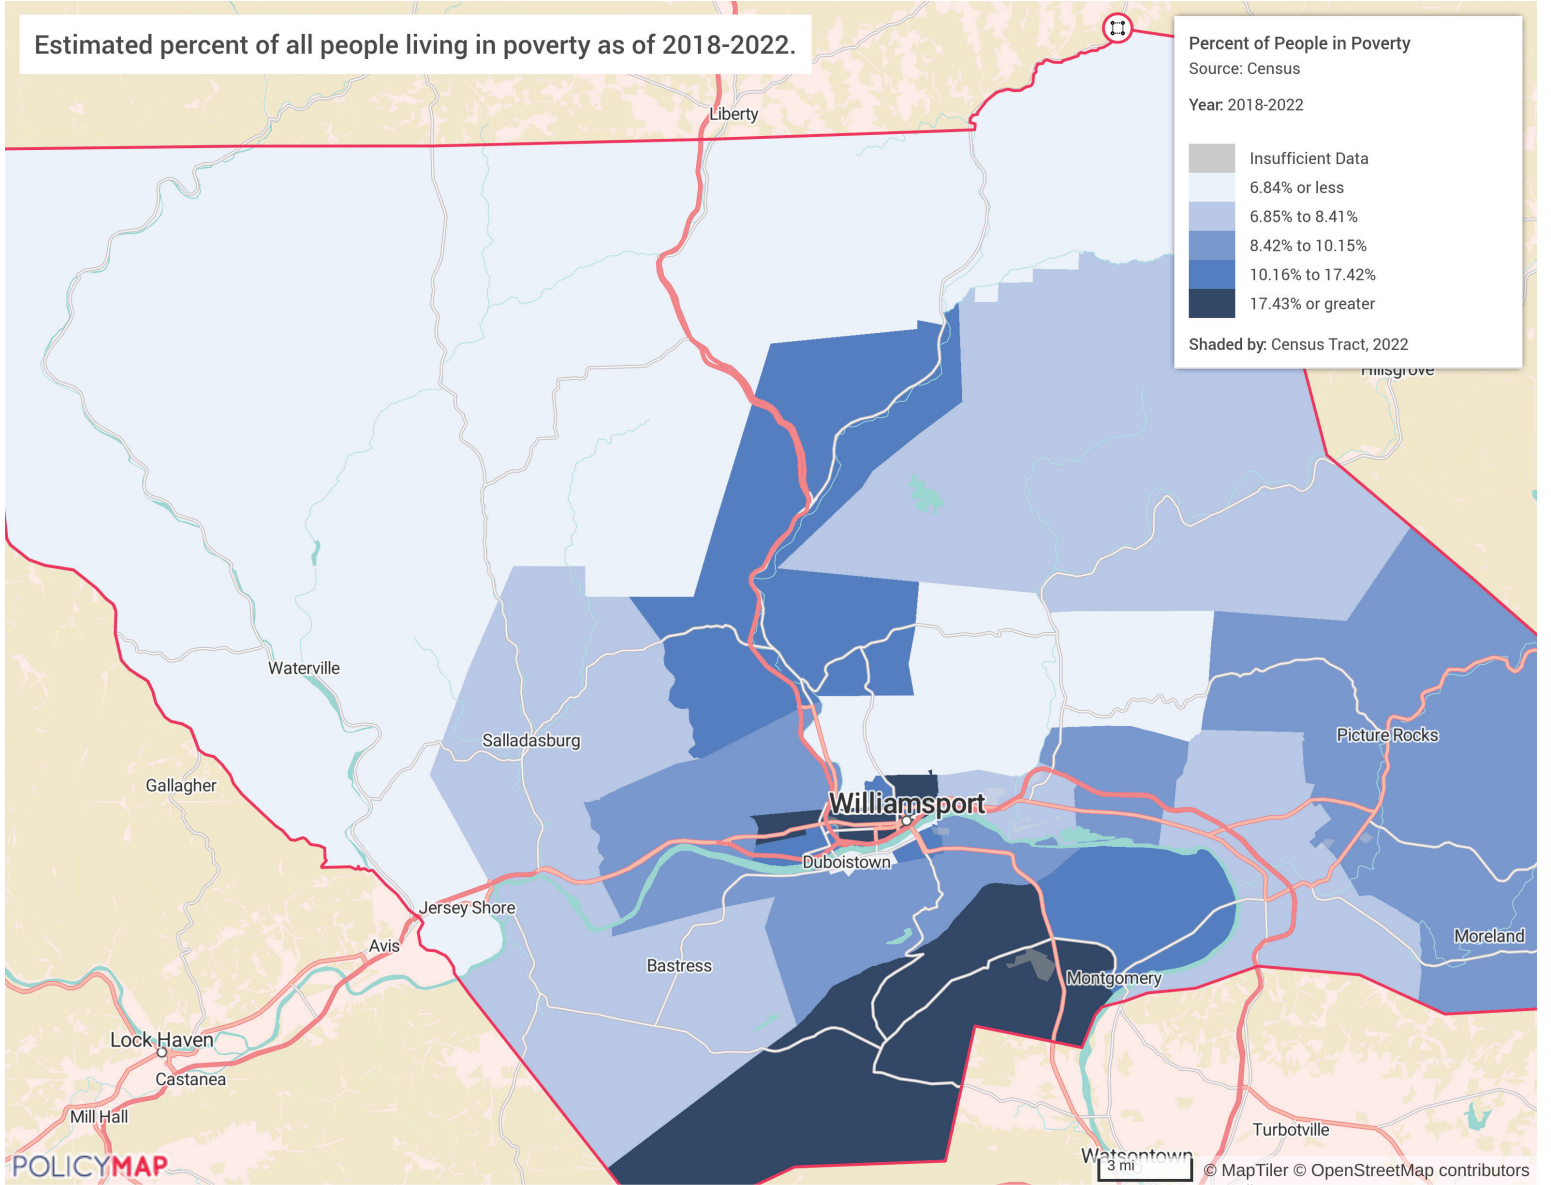 Estimated percent of all people living in poverty as of 2018-2022.
Percent of People in Poverty
Source: Census
Year: 2018-2022
Insufficient Data
6.84% or less
6.85% to 8.41%
8.42% to 10.15%
10.16% to 17.42%
17.43% or greater
Shaded by: Census Tract, 2022
Liberty
Hillsgrove
Waterville
Salladasburg
Picture Rocks
Gallagher
Williamsport
Duboistown
Jersey Shore
Avis
Moreland
Bastress
Montgomery
Lock Haven
Castanea
Mill Hall
Turbotville
Watsontown
POLICYMAP
3 mi
© MapTiler © OpenStreetMap contributors